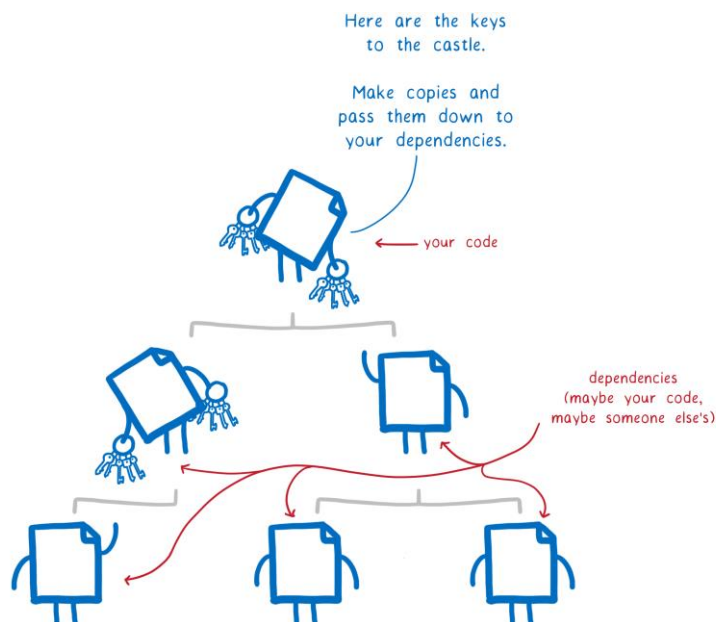 Here are the keys
to the castle.
Make copies and
pass them down to
your dependencies.
your code
dependencies
(maybe your code,
maybe someone else's)